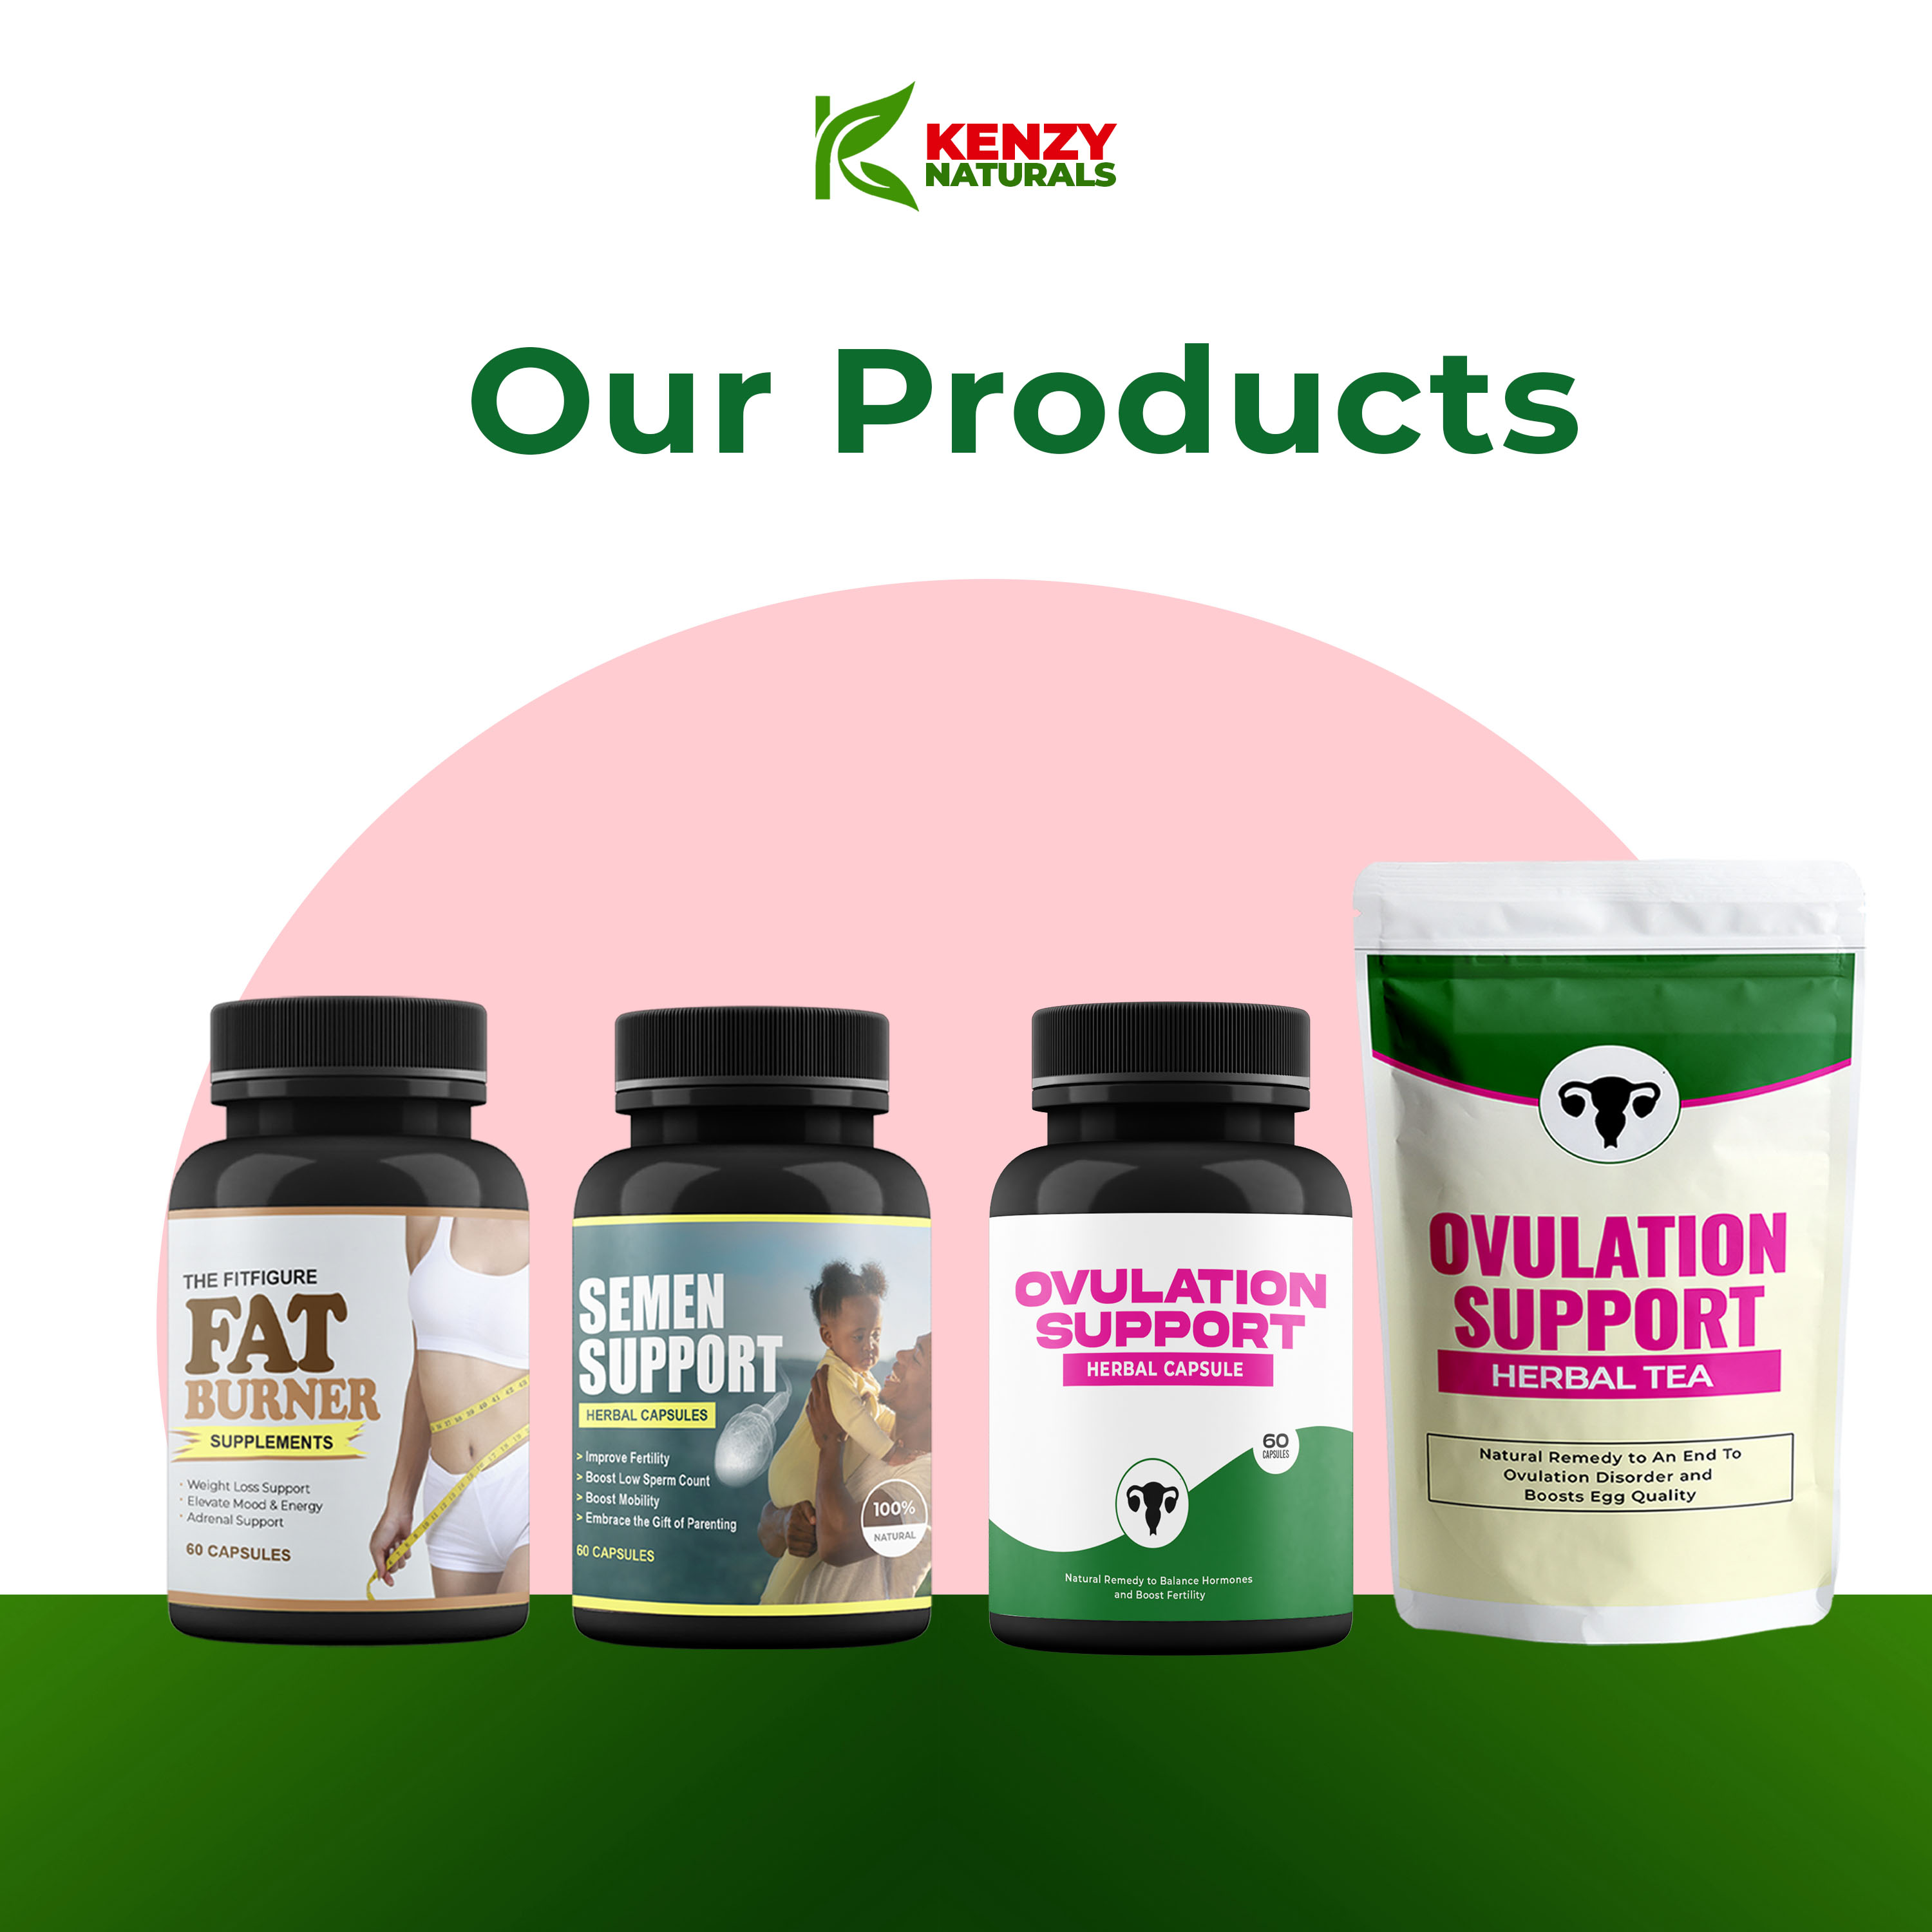 KENZY
NATURALS
Our Products
THE FITFIGURE
FAT
BURNER
SUPPLEMENTS
· Weight Loss Support
· Elevate Mood & Energy
· Adrenal Support
60 CAPSULES
SEMEN
SUPPORT
HERBAL CAPSULES
> Improve Fertility
> Boost Low Sperm Count
> Boost Mobility
> Embrace the Gift of Parenting
60 CAPSULES
100%
NATURAL
OVULATION
SUPPORT
HERBAL CAPSULE
60
CAPSULES
Natural Remedy to Balance Hormones
and Boost Fertility
OVULATION
SUPPORT
HERBAL TEA
Natural Remedy to An End To
Ovulation Disorder and
Boosts Egg Quality